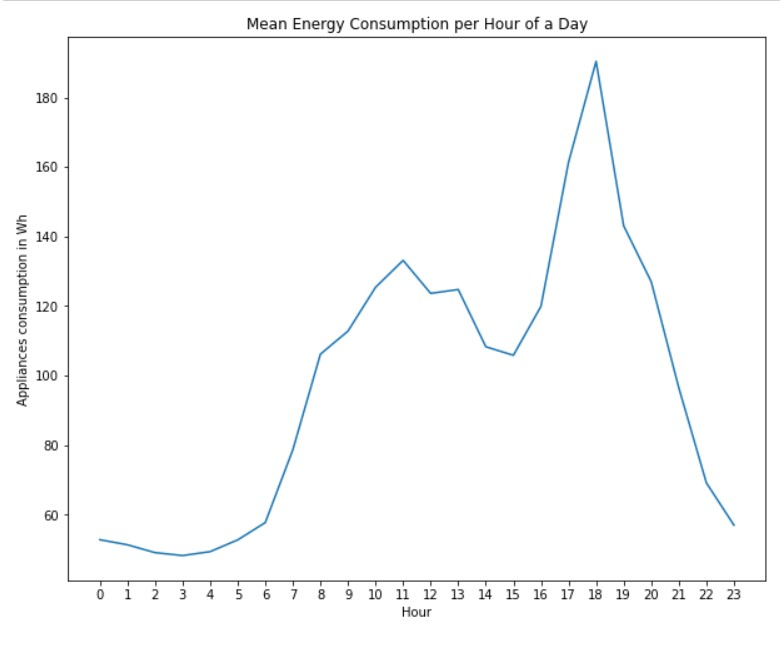 Mean Energy Consumption per Hour of a Day
180
160
140
120
100
80
60
Appliances consumption in Wh
0 1 2 3 4 5 6 7 8 9 10 11 12 13 14 15 16 17 18 19 20 21 22 23
Hour